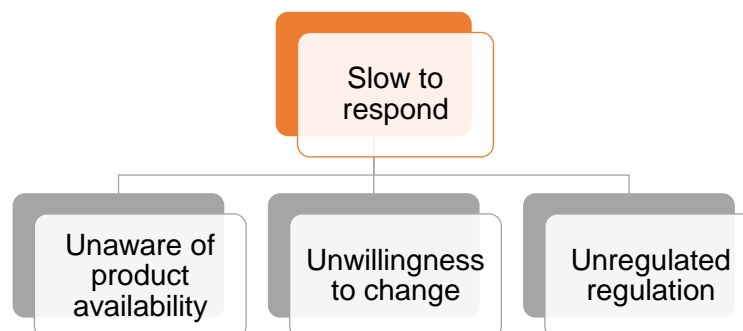 Slow to
respond
Unaware of
product
availability
Unwillingness
to change
Unregulated
regulation